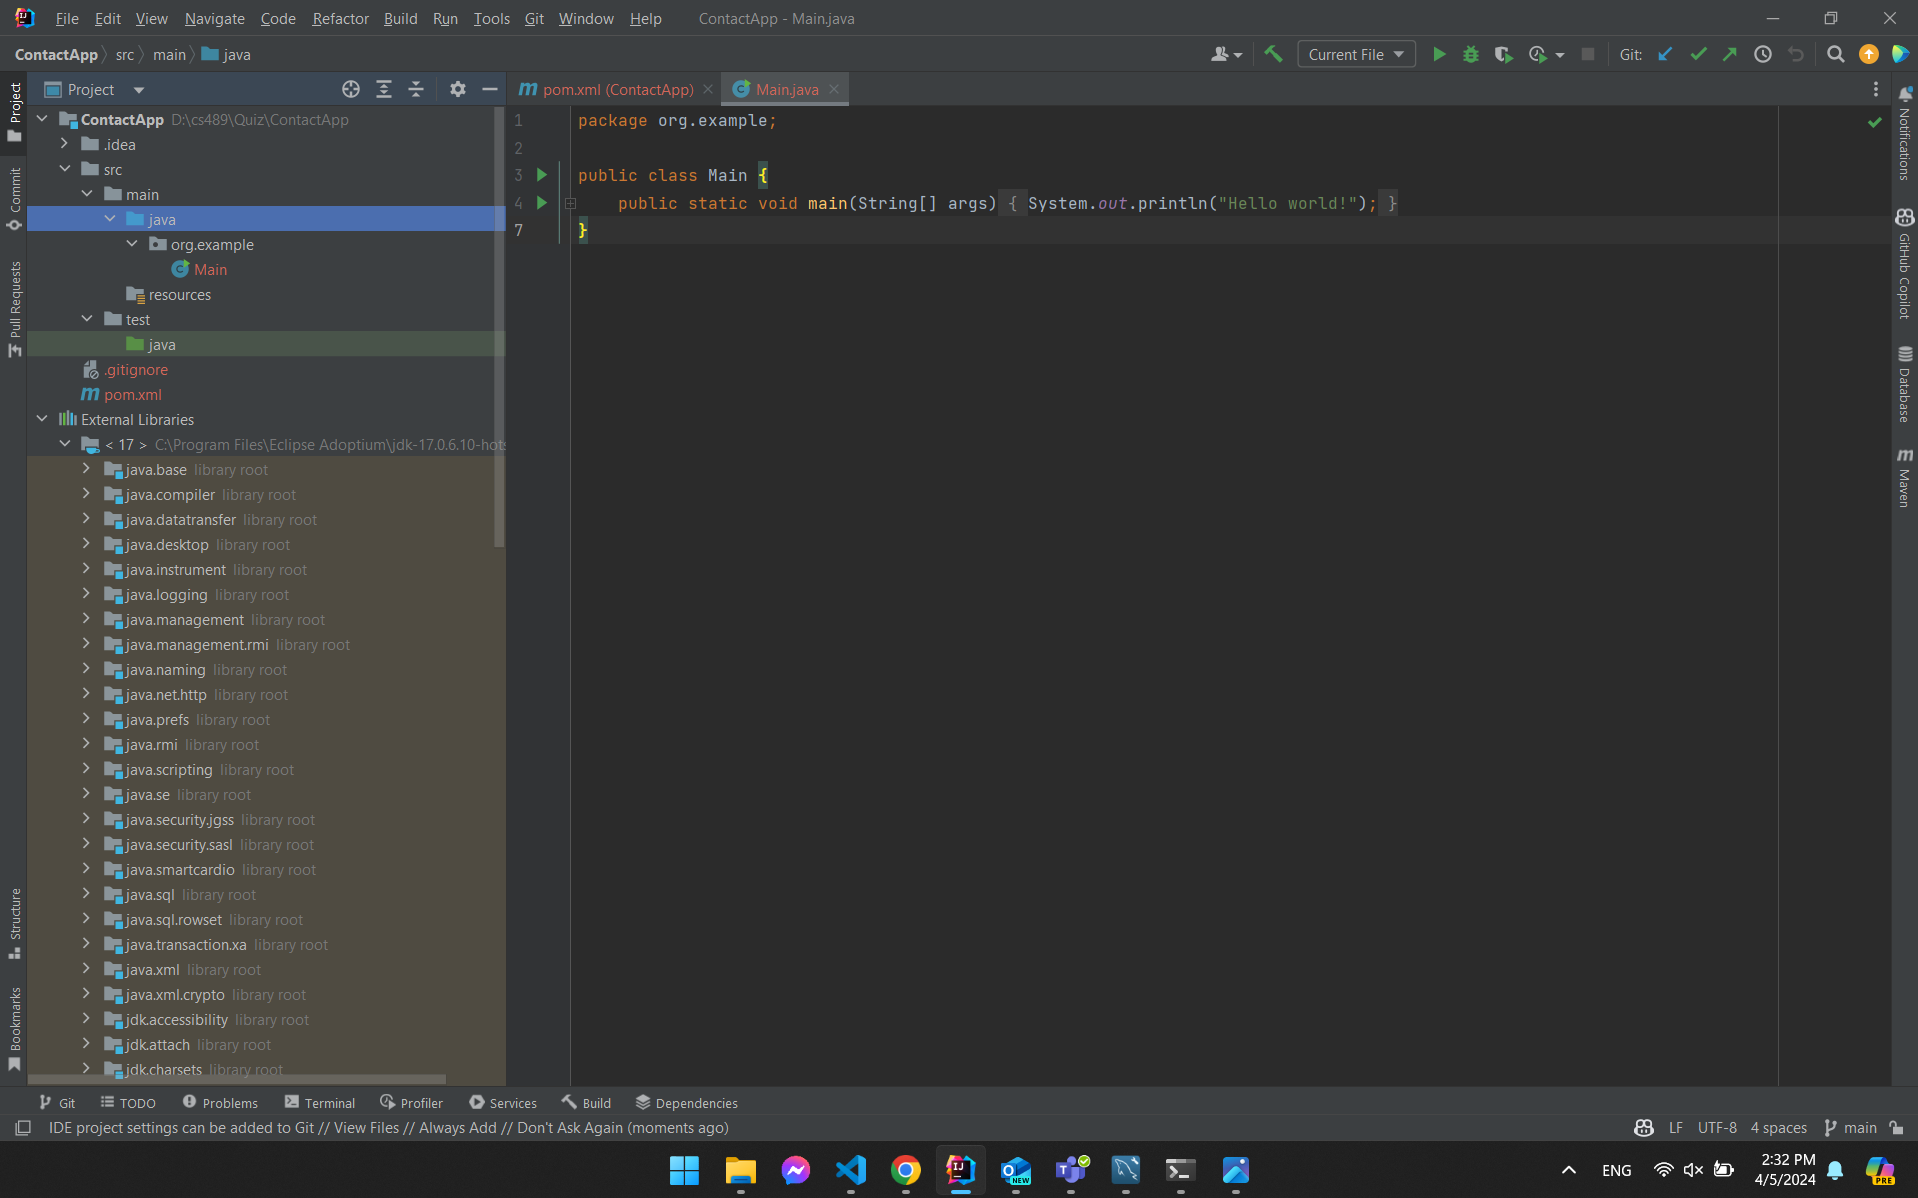 File Edit View Navigate Code Refactor Build Run Tools Git Window Help ContactApp - Main.java
ContactApp src main java Current File Git:
Project
pom.xml (ContactApp) Main.java
ContactApp D:\cs489\Quiz\ContactApp
.idea
src
main
java
org.example
Main
resources
test
java
.gitignore
pom.xml
External Libraries
< 17 > C:\Program Files\Eclipse Adoptium\jdk-17.0.6.10-hots
java.base library root
java.compiler library root
java.datatransfer library root
java.desktop library root
java.instrument library root
java.logging library root
java.management library root
java.management.rmi library root
java.naming library root
java.net.http library root
java.prefs library root
java.rmi library root
java.scripting library root
java.se library root
java.security.jgss library root
java.security.sasl library root
java.smartcardio library root
java.sql library root
java.sql.rowset library root
java.transaction.xa library root
java.xml library root
java.xml.crypto library root
jdk.accessibility library root
jdk.attach library root
jdk.charsets library root
1 package org.example;
2
3 public class Main {
4 public static void main(String[] args) { System.out.println("Hello world!"); }
7 }
Project
Commit
Pull Requests
Structure
Bookmarks
Notifications
GitHub Copilot
Database
Maven
Git TODO Problems Terminal Profiler Services Build Dependencies
IDE project settings can be added to Git // View Files // Always Add // Don't Ask Again (moments ago) LF UTF-8 4 spaces main
NEW
ENG
2:32 PM
4/5/2024
PRE